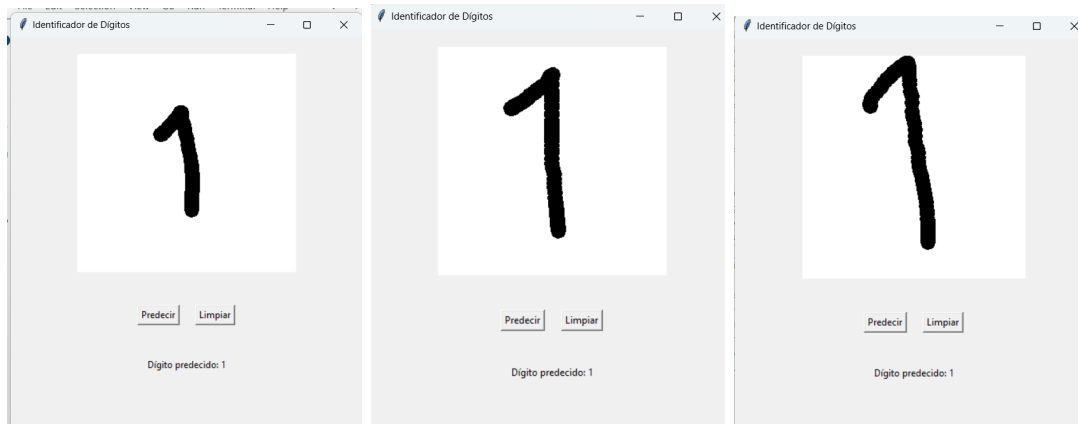 Identificador de Dígitos
1
Predecir Limpiar
Dígito predecido: 1
Identificador de Dígitos
1
Predecir Limpiar
Dígito predecido: 1
Identificador de Dígitos
1
Predecir Limpiar
Dígito predecido: 1